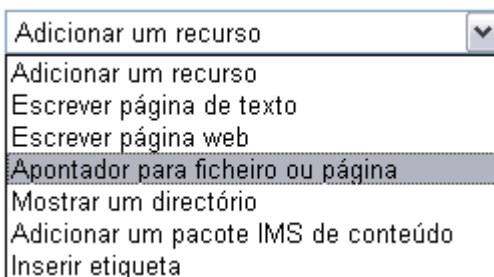 Adicionar um recurso
Adicionar um recurso
Escrever página de texto
Escrever página web
Apontador para ficheiro ou página
Mostrar um directório
Adicionar um pacote IMS de conteúdo
Inserir etiqueta